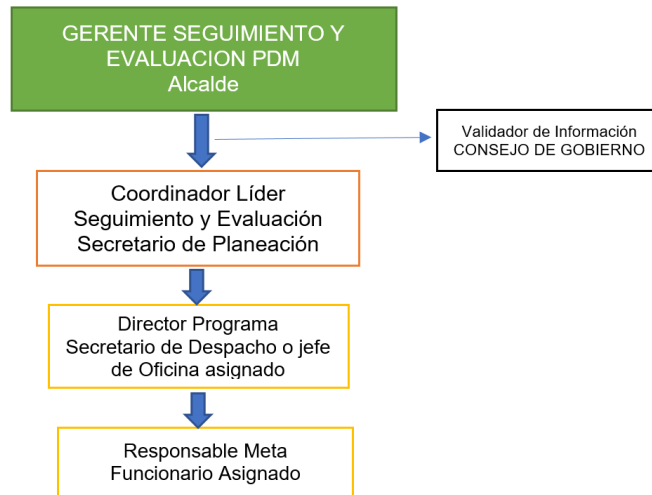 GERENTE SEGUIMIENTO Y
EVALUACION PDM
Alcalde
Validador de Información
CONSEJO DE GOBIERNO
Coordinador Líder
Seguimiento y Evaluación
Secretario de Planeación
Director Programa
Secretario de Despacho o jefe
de Oficina asignado
Responsable Meta
Funcionario Asignado